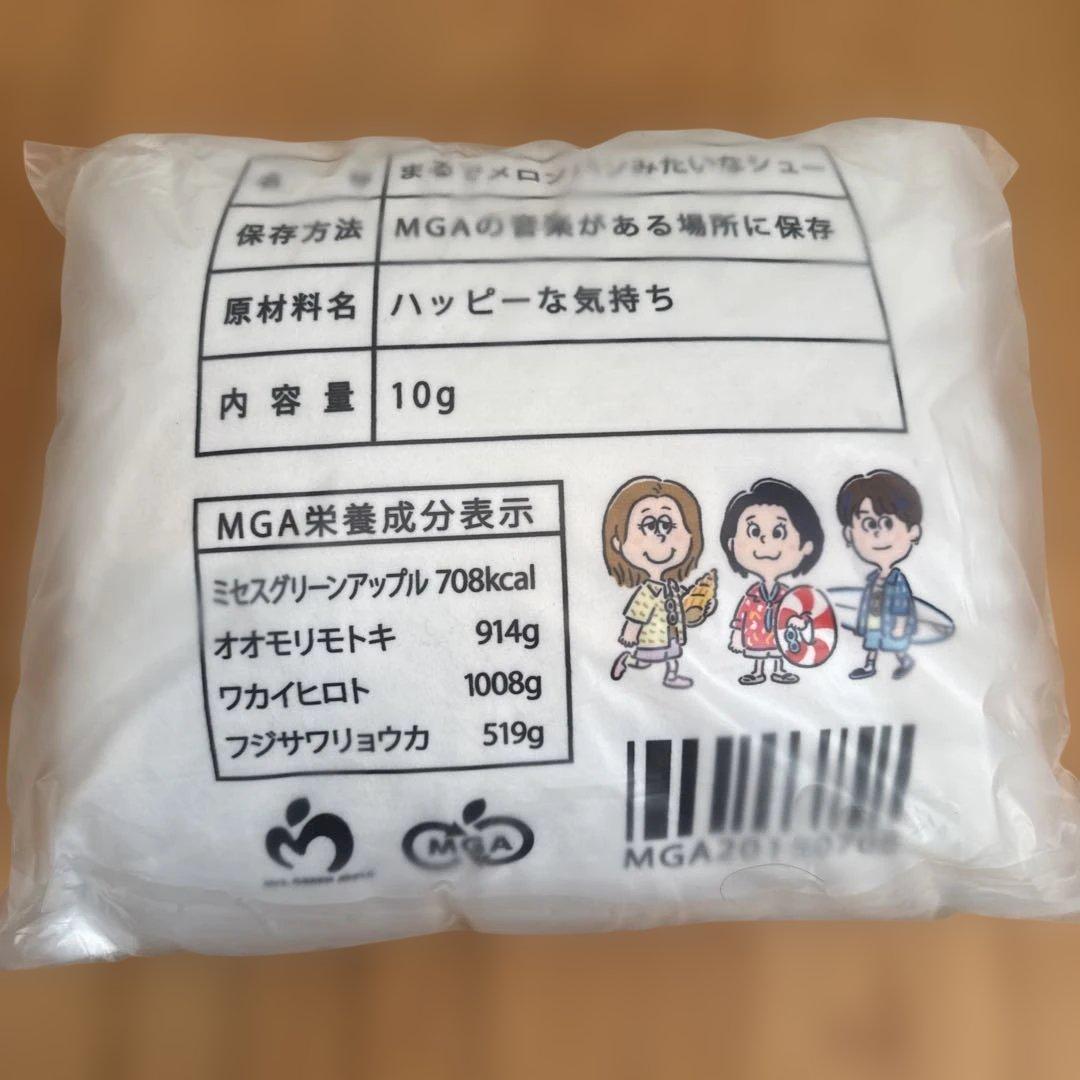 まるでメロンパンみたいなシュー
保存方法 MGAの音楽がある場所に保存
原材料名 ハッピーな気持ち
内容量 10g
MGA栄養成分表示
ミセスグリーンアップル 708kcal
オオモリモトキ 914g
ワカイヒロト 1008g
フジサワリョウカ 519g
MGA
MGA20150708